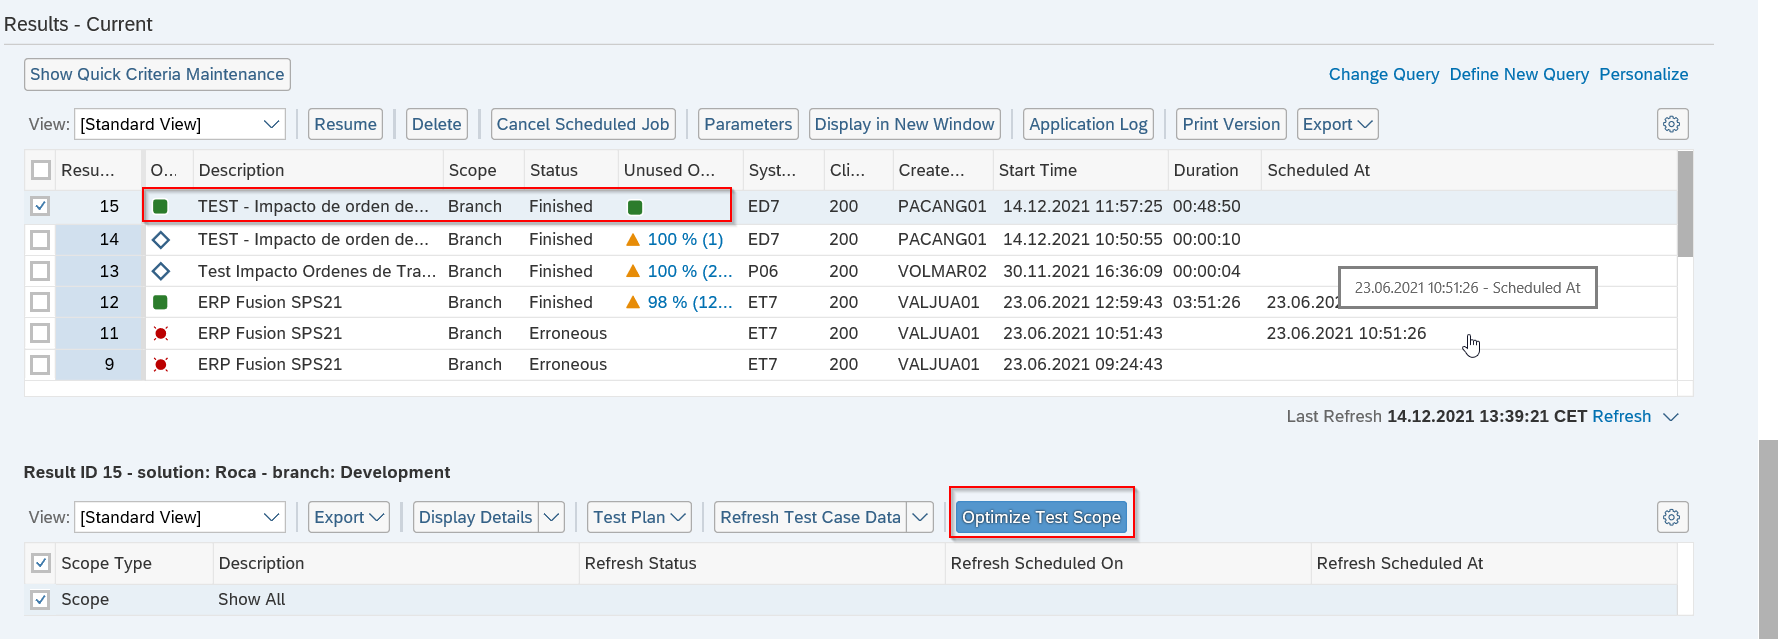 Results - Current
Show Quick Criteria Maintenance Change Query Define New Query Personalize
View: [Standard View] Resume Delete Cancel Scheduled Job Parameters Display in New Window Application Log Print Version Export
Resu... O... Description Scope Status Unused O... Syst... Cli... Create... Start Time Duration Scheduled At
15 TEST - Impacto de orden de... Branch Finished ED7 200 PACANG01 14.12.2021 11:57:25 00:48:50
14 TEST - Impacto de orden de... Branch Finished 100 % (1) ED7 200 PACANG01 14.12.2021 10:50:55 00:00:10
13 Test Impacto Ordenes de Tra... Branch Finished 100 % (2... P06 200 VOLMAR02 30.11.2021 16:36:09 00:00:04
23.06.2021 10:51:26 - Scheduled At
12 ERP Fusion SPS21 Branch Finished 98 % (12... ET7 200 VALJUA01 23.06.2021 12:59:43 03:51:26 23.06.202
11 ERP Fusion SPS21 Branch Erroneous ET7 200 VALJUA01 23.06.2021 10:51:43 23.06.2021 10:51:26
9 ERP Fusion SPS21 Branch Erroneous ET7 200 VALJUA01 23.06.2021 09:24:43
Last Refresh 14.12.2021 13:39:21 CET Refresh
Result ID 15 - solution: Roca - branch: Development
View: [Standard View] Export Display Details Test Plan Refresh Test Case Data Optimize Test Scope
Scope Type Description Refresh Status Refresh Scheduled On Refresh Scheduled At
Scope Show All